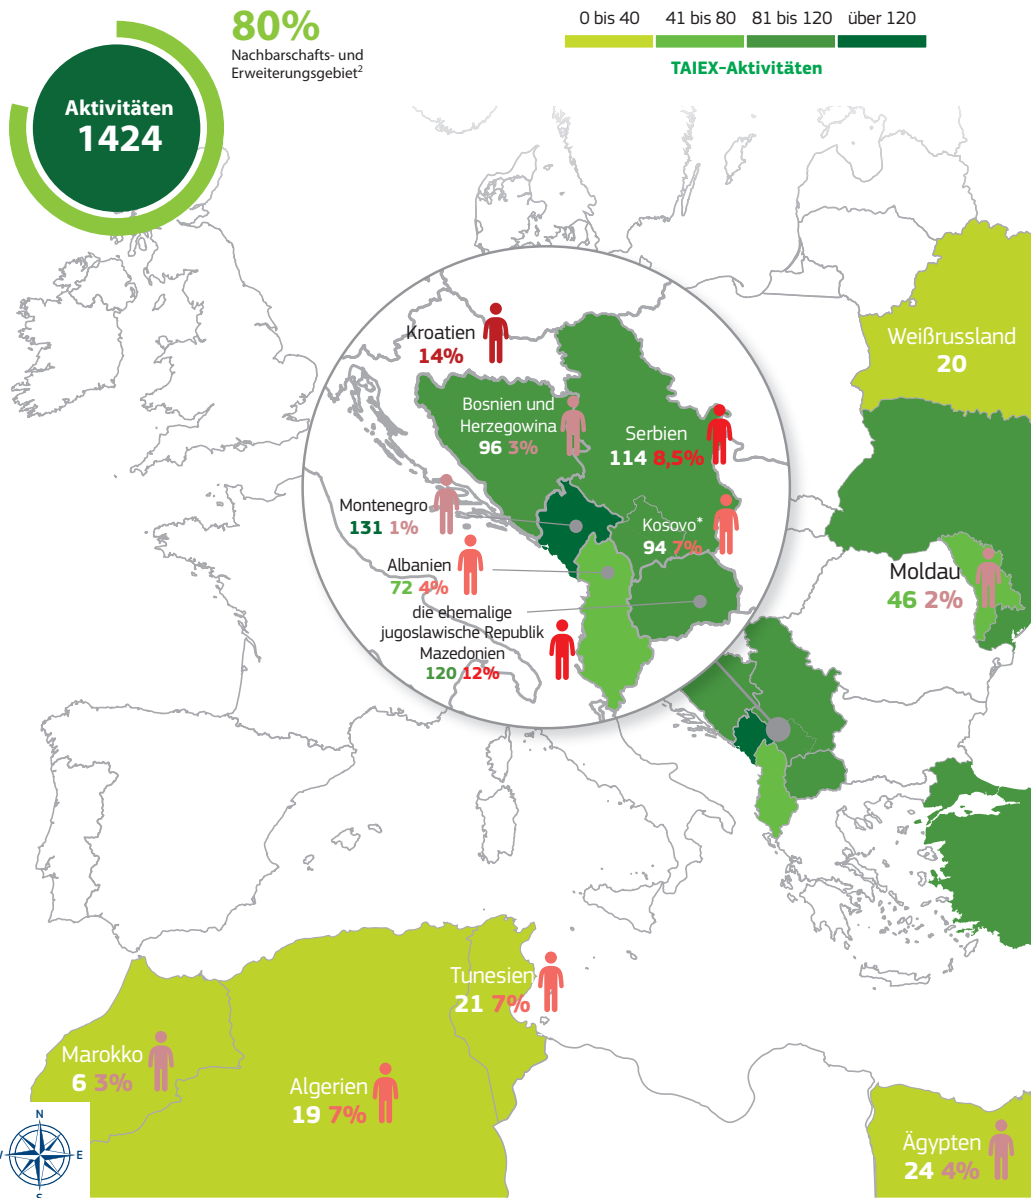 80%
Nachbarschafts- und
Erweiterungsgebiet²
Aktivitäten
1424
0 bis 40 41 bis 80 81 bis 120 über 120
TAIEX-Aktivitäten
Weißrussland
20
Kroatien
14%
Bosnien und
Herzegowina
96 3%
Serbien
114 8,5%
Montenegro
131 1%
Kosovo*
94 7%
Albanien
72 4%
die ehemalige
jugoslawische Republik
Mazedonien
120 12%
Moldau
46 2%
Tunesien
21 7%
Marokko
6 3%
Algerien
19 7%
Ägypten
24 4%
N
E
S